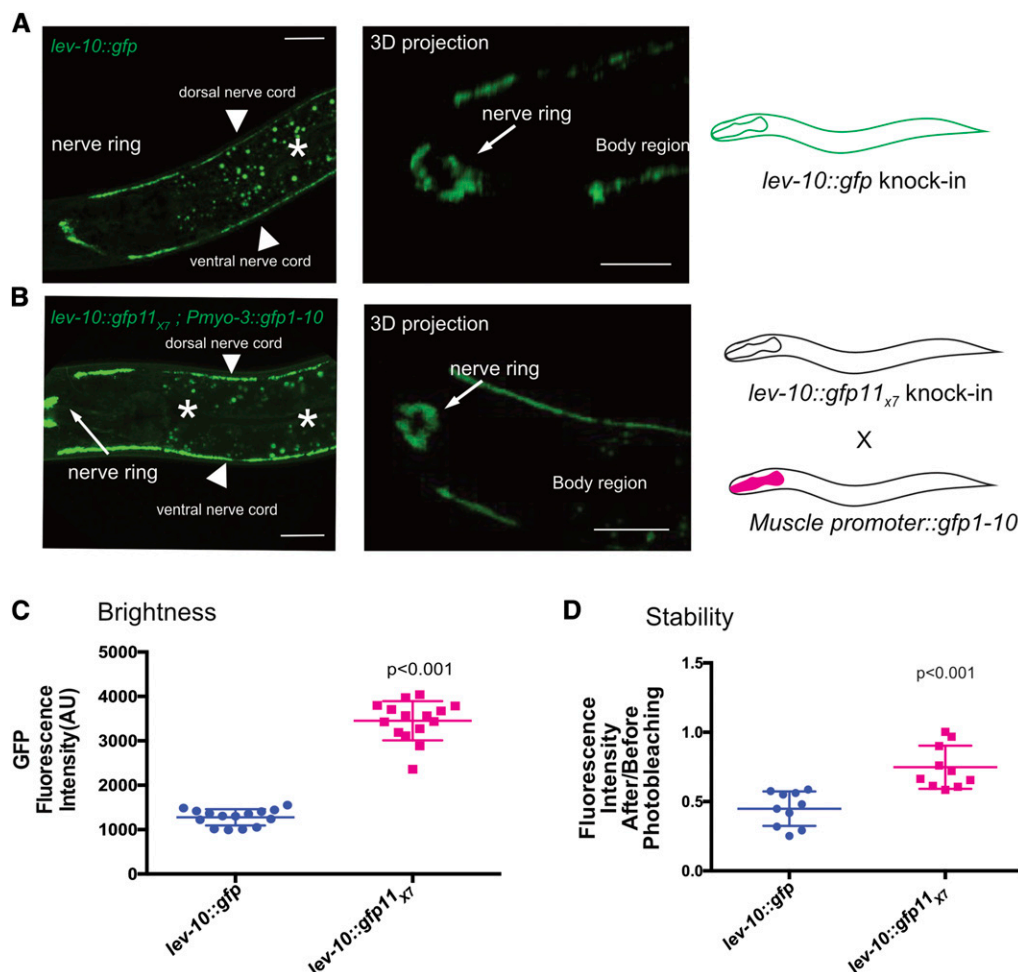 A
lev-10::gfp
dorsal nerve cord
nerve ring
*
ventral nerve cord
3D projection
nerve ring
Body region
lev-10::gfp knock-in
B
lev-10::gfp11x7 ; Pmyo-3::gfp1-10
dorsal nerve cord
*
*
nerve ring
ventral nerve cord
3D projection
nerve ring
Body region
lev-10::gfp11x7 knock-in
X
Muscle promoter::gfp1-10
C
Brightness
GFP
Fluorescence
Intensity(AU)
5000
4000
3000
2000
1000
0
p<0.001
lev-10::gfp
lev-10::gfp11x7
D
Stability
Fluorescence
Intensity
After/Before
Photobleaching
1.5
1.0
0.5
0.0
p<0.001
lev-10::gfp
lev-10::gfp11x7